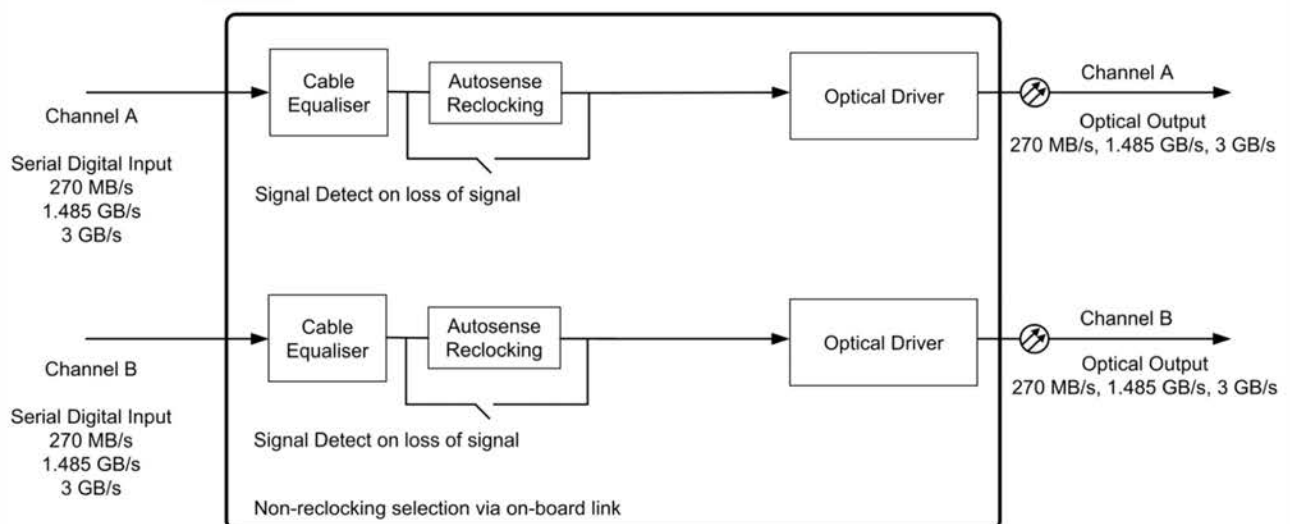 Channel A
Serial Digital Input
270 MB/s
1.485 GB/s
3 GB/s
Cable
Equaliser
Autosense
Reclocking
Signal Detect on loss of signal
Optical Driver
Channel A
Optical Output
270 MB/s, 1.485 GB/s, 3 GB/s
Channel B
Serial Digital Input
270 MB/s
1.485 GB/s
3 GB/s
Cable
Equaliser
Autosense
Reclocking
Signal Detect on loss of signal
Optical Driver
Channel B
Optical Output
270 MB/s, 1.485 GB/s, 3 GB/s
Non-reclocking selection via on-board link